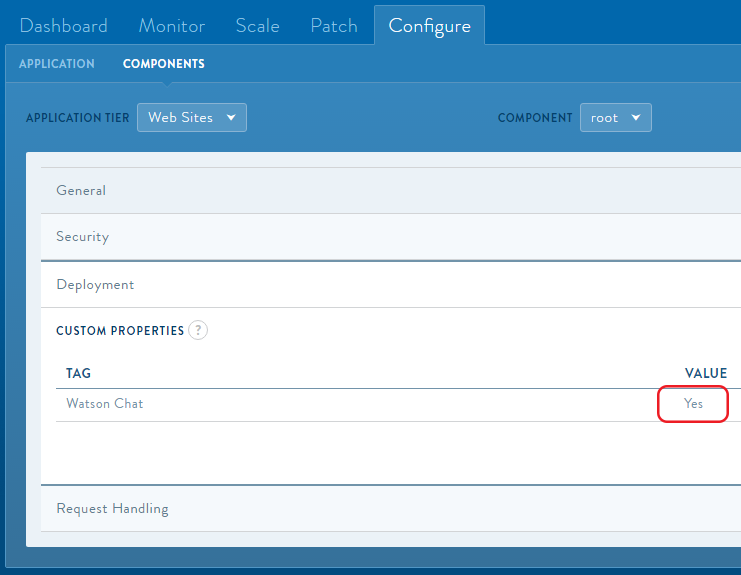 Dashboard Monitor Scale Patch Configure
APPLICATION COMPONENTS
APPLICATION TIER Web Sites COMPONENT root
General
Security
Deployment
CUSTOM PROPERTIES ?
TAG VALUE
Watson Chat Yes
Request Handling